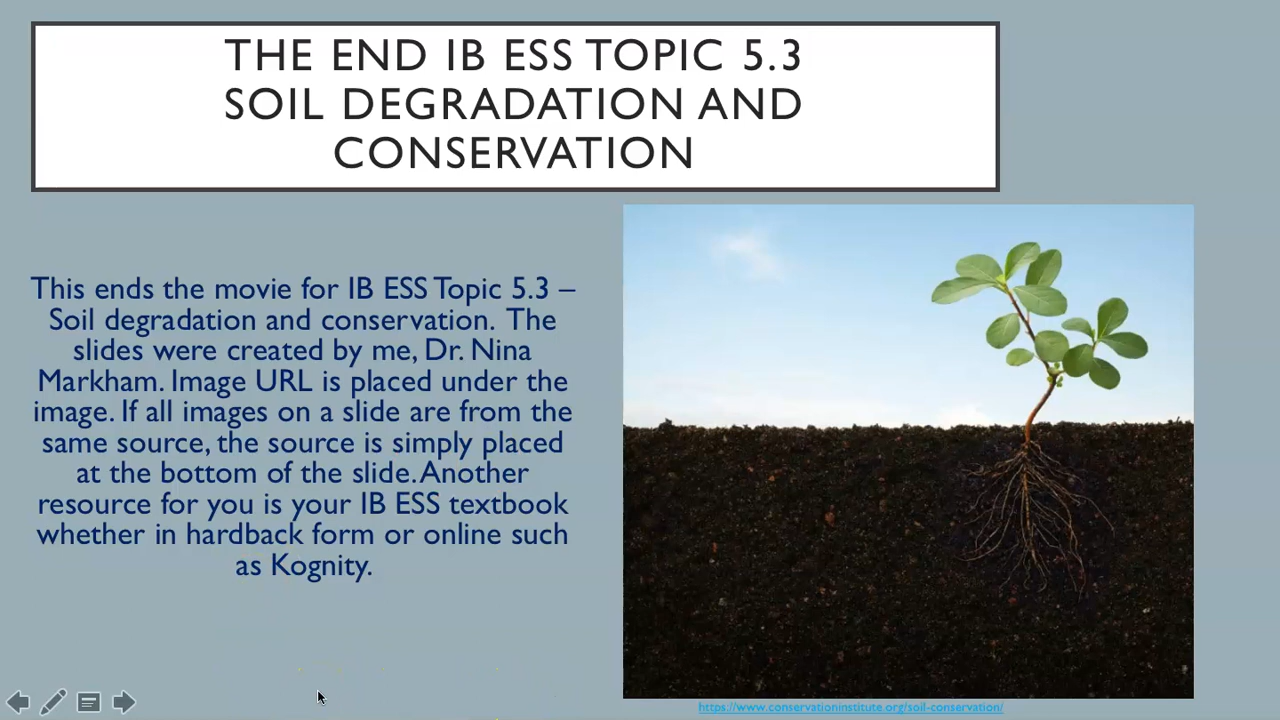 THE END IB ESS TOPIC 5.3
SOIL DEGRADATION AND
CONSERVATION
This ends the movie for IB ESS Topic 5.3 –
Soil degradation and conservation. The
slides were created by me, Dr. Nina
Markham. Image URL is placed under the
image. If all images on a slide are from the
same source, the source is simply placed
at the bottom of the slide. Another
resource for you is your IB ESS textbook
whether in hardback form or online such
as Kognity.
https://www.conservationinstitute.org/soil-conservation/